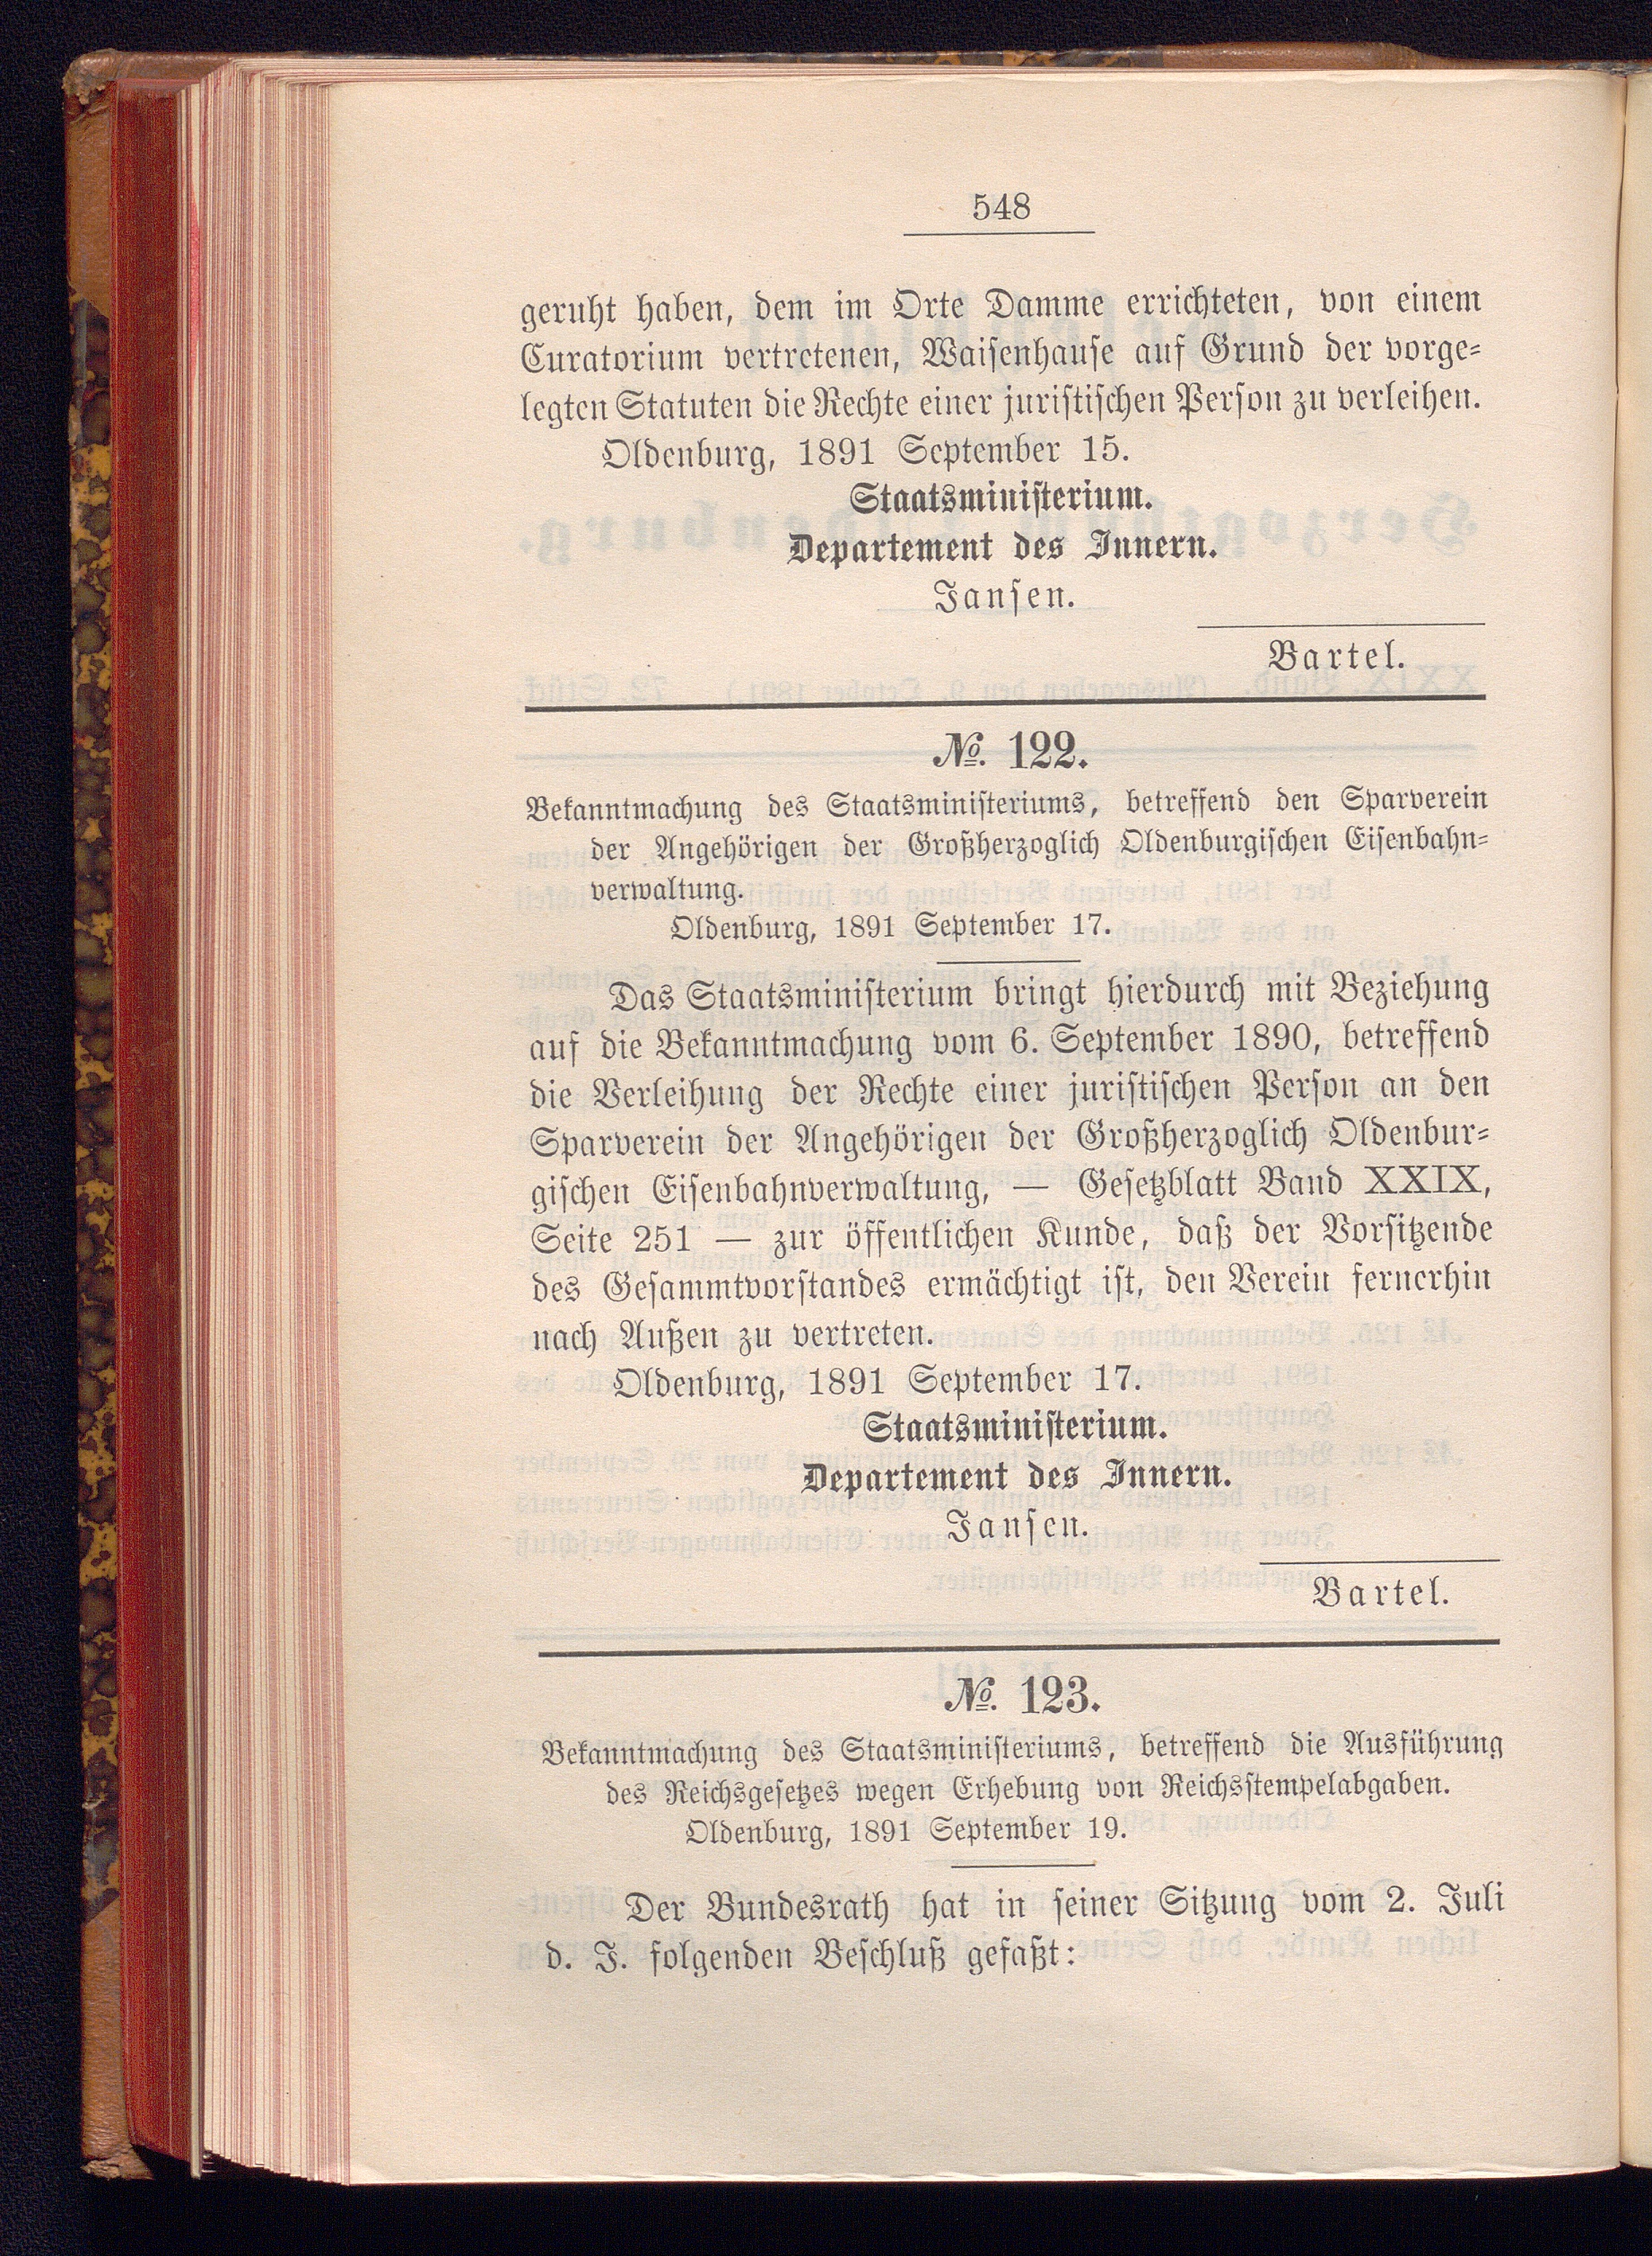 548
geruht haben, dem im Orte Damme errichteten, von einem
Curatorium vertretenen, Waisenhause auf Grund der vorge-
legten Statuten die Rechte einer juristischen Person zu verleihen.
Oldenburg, 1891 September 15.
Staatsministerium.
Departement des Innern.
Jansen.
Bartel.
№. 122.
Bekanntmachung des Staatsministeriums, betreffend den Sparverein
der Angehörigen der Großherzoglich Oldenburgischen Eisenbahn-
verwaltung.
Oldenburg, 1891 September 17.
Das Staatsministerium bringt hierdurch mit Beziehung
auf die Bekanntmachung vom 6. September 1890, betreffend
die Verleihung der Rechte einer juristischen Person an den
Sparverein der Angehörigen der Großherzoglich Oldenbur-
gischen Eisenbahnverwaltung, — Gesetzblatt Band XXIX,
Seite 251 — zur öffentlichen Kunde, daß der Vorsitzende
des Gesammtvorstandes ermächtigt ist, den Verein fernerhin
nach Außen zu vertreten.
Oldenburg, 1891 September 17.
Staatsministerium.
Departement des Innern.
Jansen.
Bartel.
№. 123.
Bekanntmachung des Staatsministeriums, betreffend die Ausführung
des Reichsgesetzes wegen Erhebung von Reichsstempelabgaben.
Oldenburg, 1891 September 19.
Der Bundesrath hat in seiner Sitzung vom 2. Juli
d. J. folgenden Beschluß gefaßt: